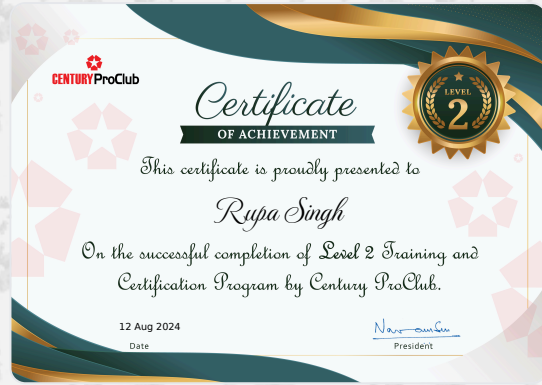 CENTURY ProClub
Certificate
OF ACHIEVEMENT
LEVEL
2
This certificate is proudly presented to
Rupa Singh
On the successful completion of Level 2 Training and
Certification Program by Century ProClub.
12 Aug 2024
Date
President